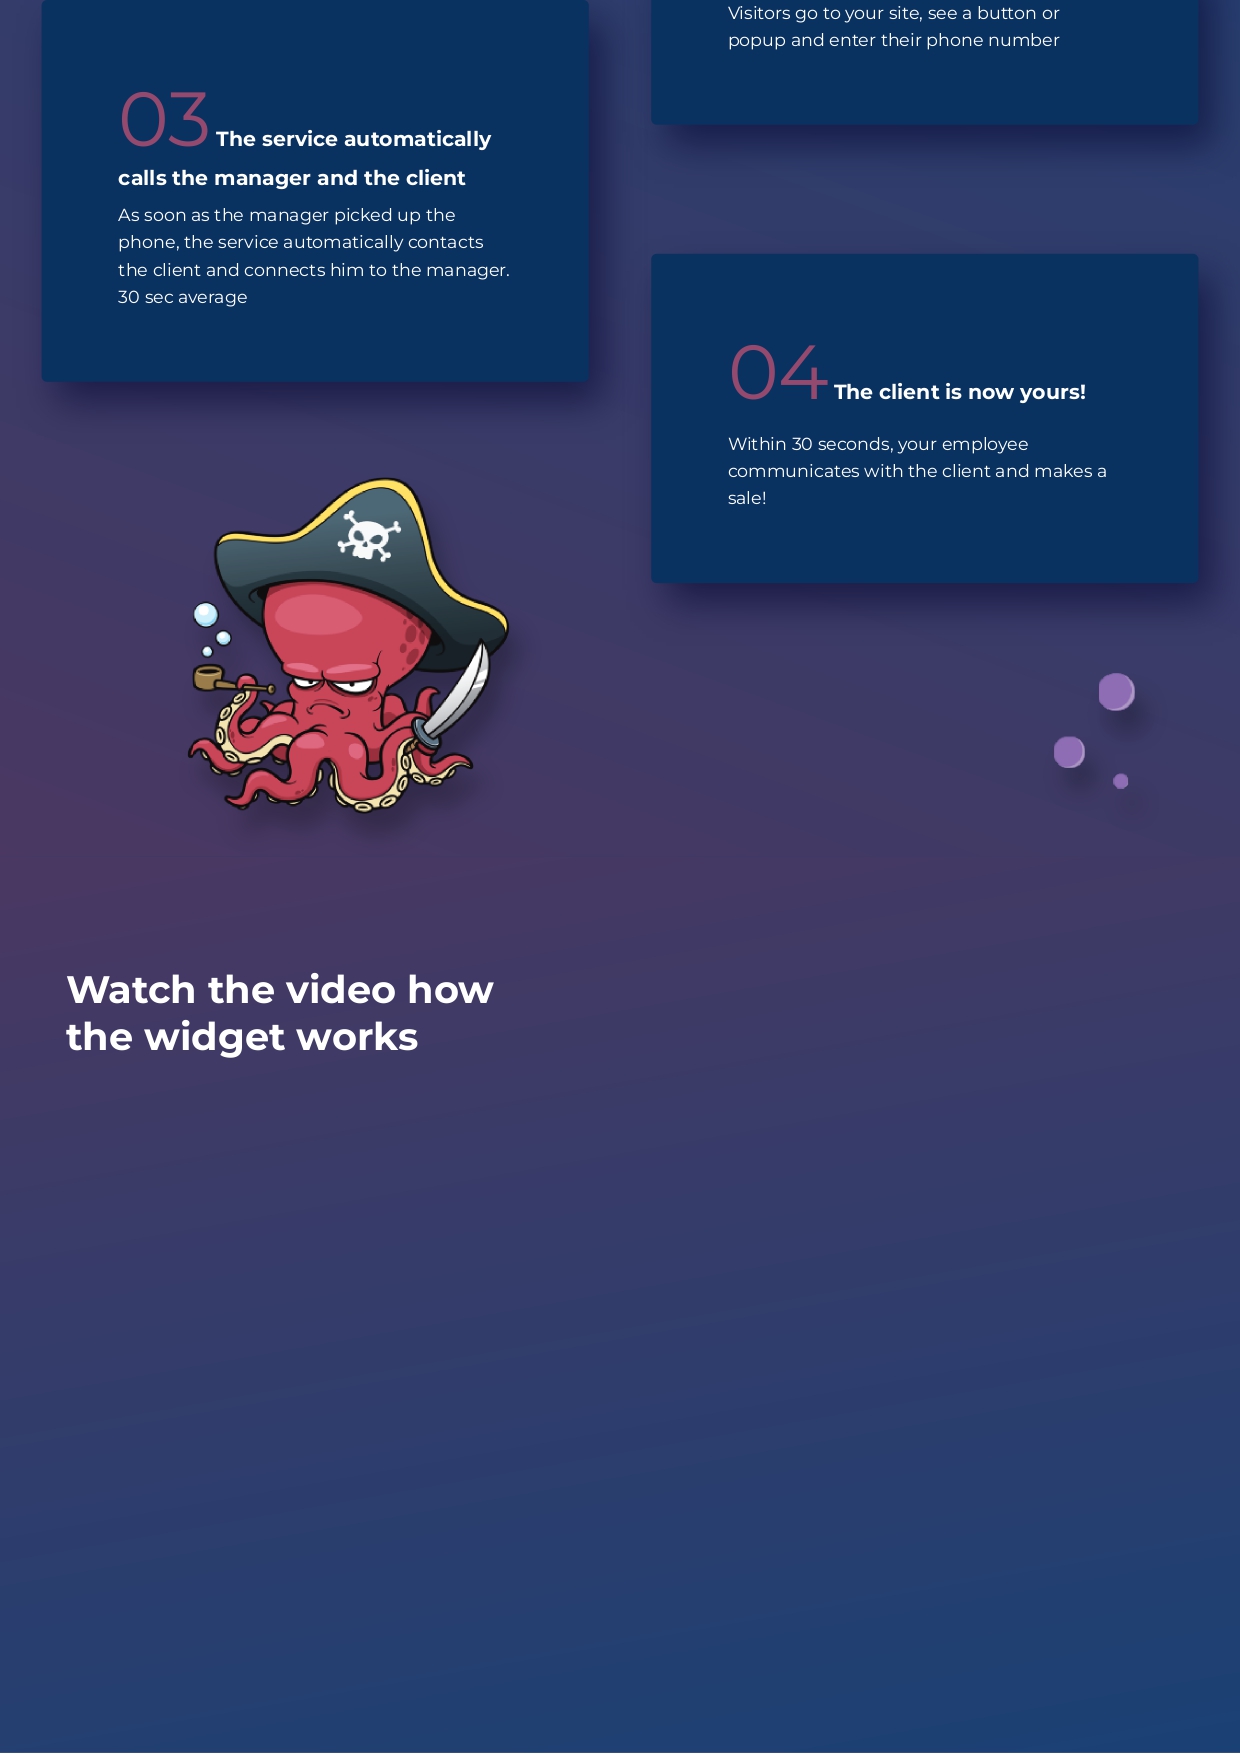 Visitors go to your site, see a button or
popup and enter their phone number
03 The service automatically
calls the manager and the client
As soon as the manager picked up the
phone, the service automatically contacts
the client and connects him to the manager.
30 sec average
04 The client is now yours!
Within 30 seconds, your employee
communicates with the client and makes a
sale!
Watch the video how
the widget works